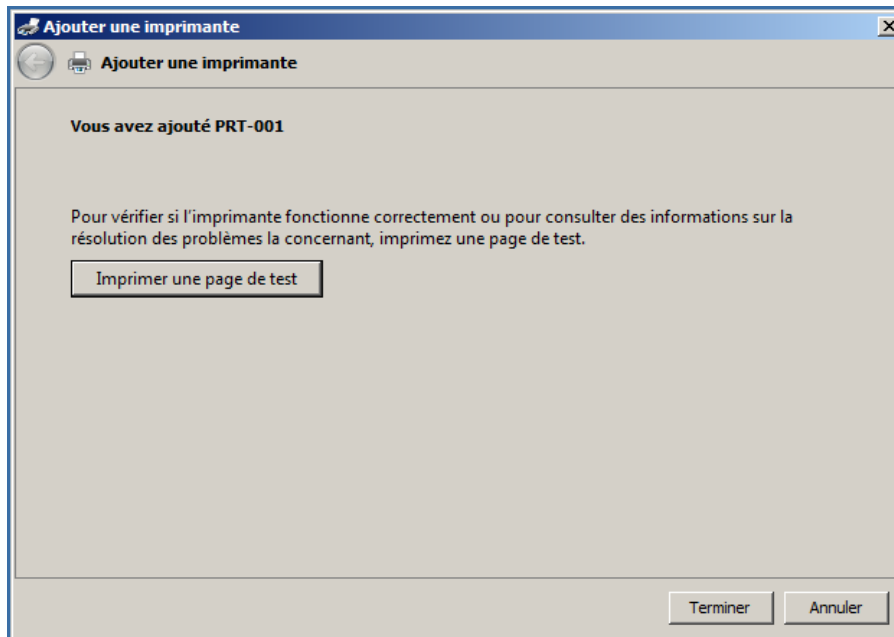 Ajouter une imprimante
Ajouter une imprimante
Vous avez ajouté PRT-001
Pour vérifier si l'imprimante fonctionne correctement ou pour consulter des informations sur la
résolution des problèmes la concernant, imprimez une page de test.
Imprimer une page de test
Terminer Annuler